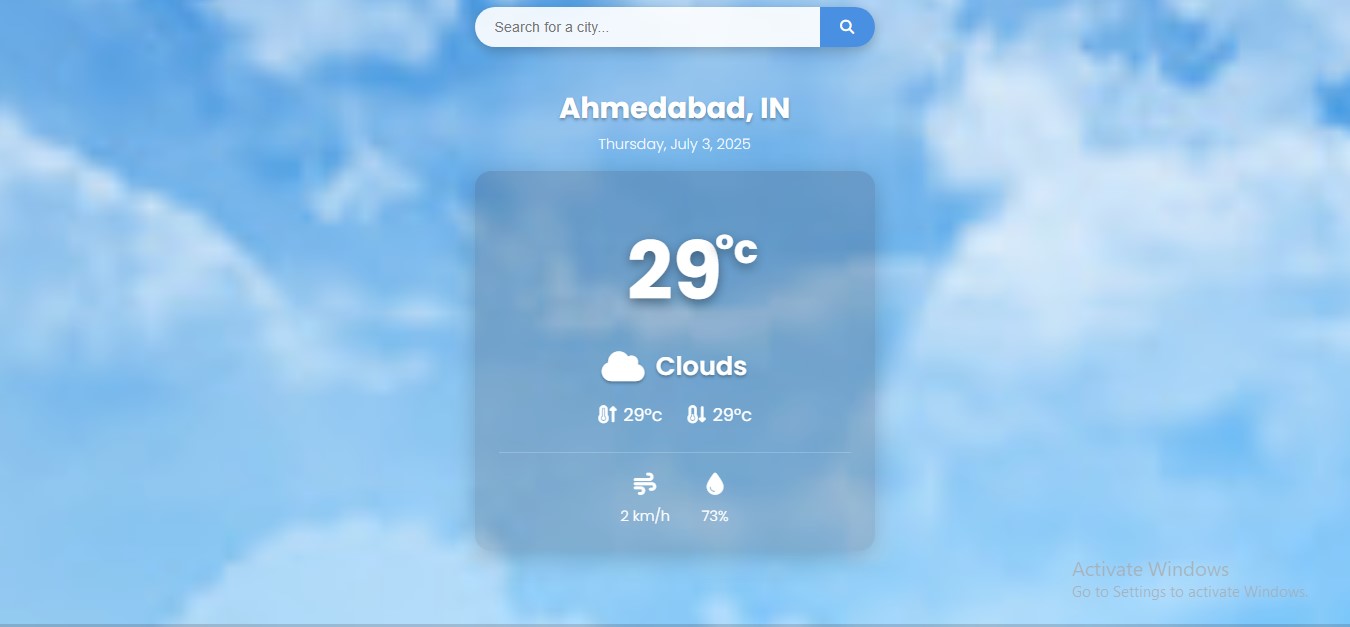 Search for a city...
Ahmedabad, IN
Thursday, July 3, 2025
29°c
Clouds
29°c 29°c
2 km/h 73%
Activate Windows
Go to Settings to activate Windows.